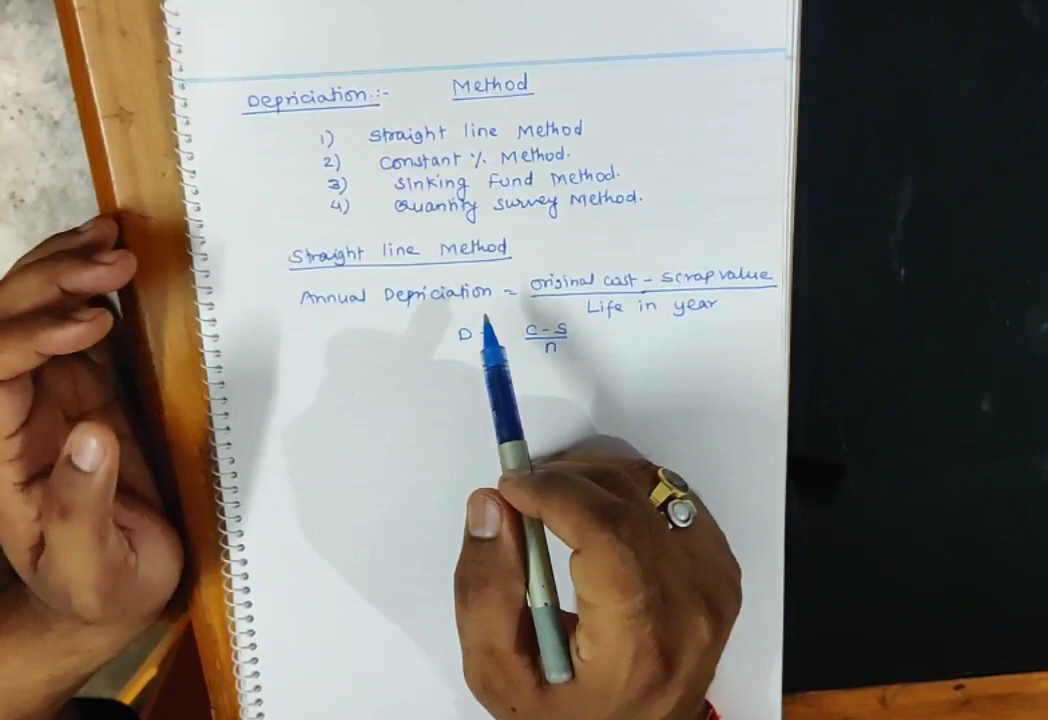 Depriciation :- Method
1) Straight line Method
2) Constant % Method.
3) Sinking Fund Method.
4) Quantity Survey Method.
Straight line Method
Annual Depriciation = Original cost - Scrap value / Life in year
D = C - S / n